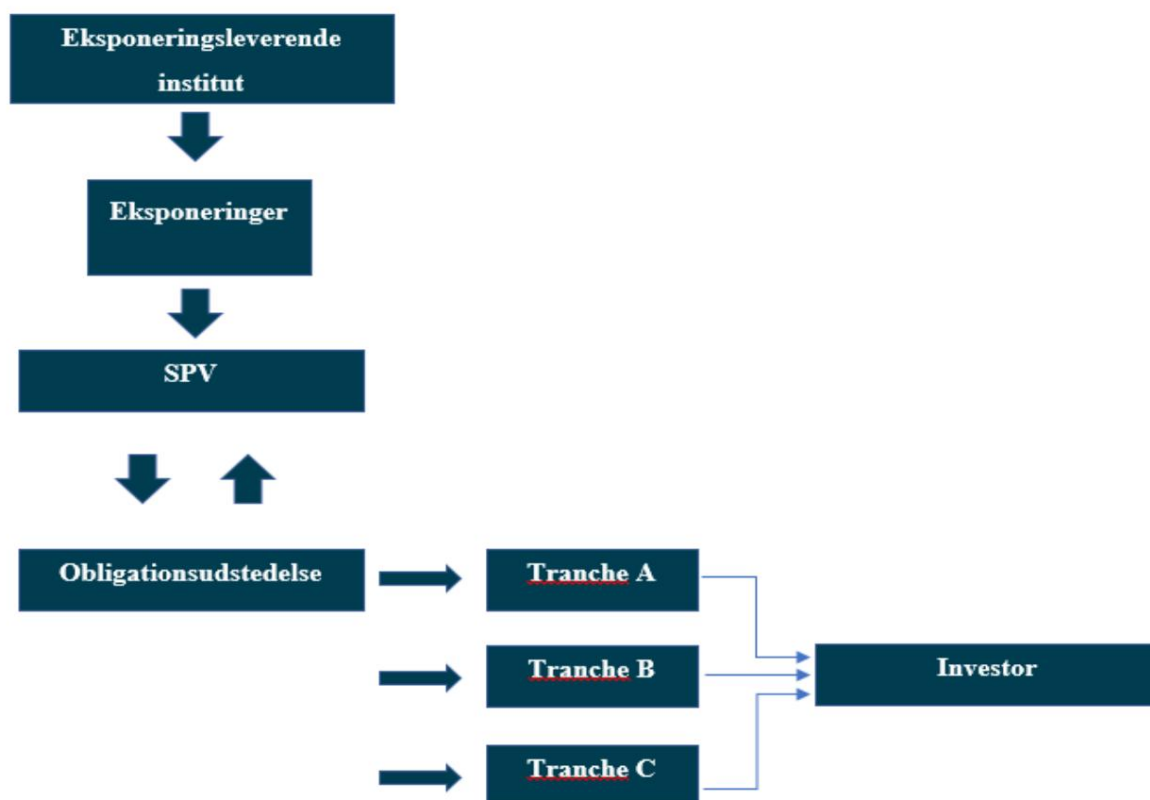 Eksponeringsleverende
institut
Eksponeringer
SPV
Obligationsudstedelse
Tranche A
Tranche B
Investor
Tranche C